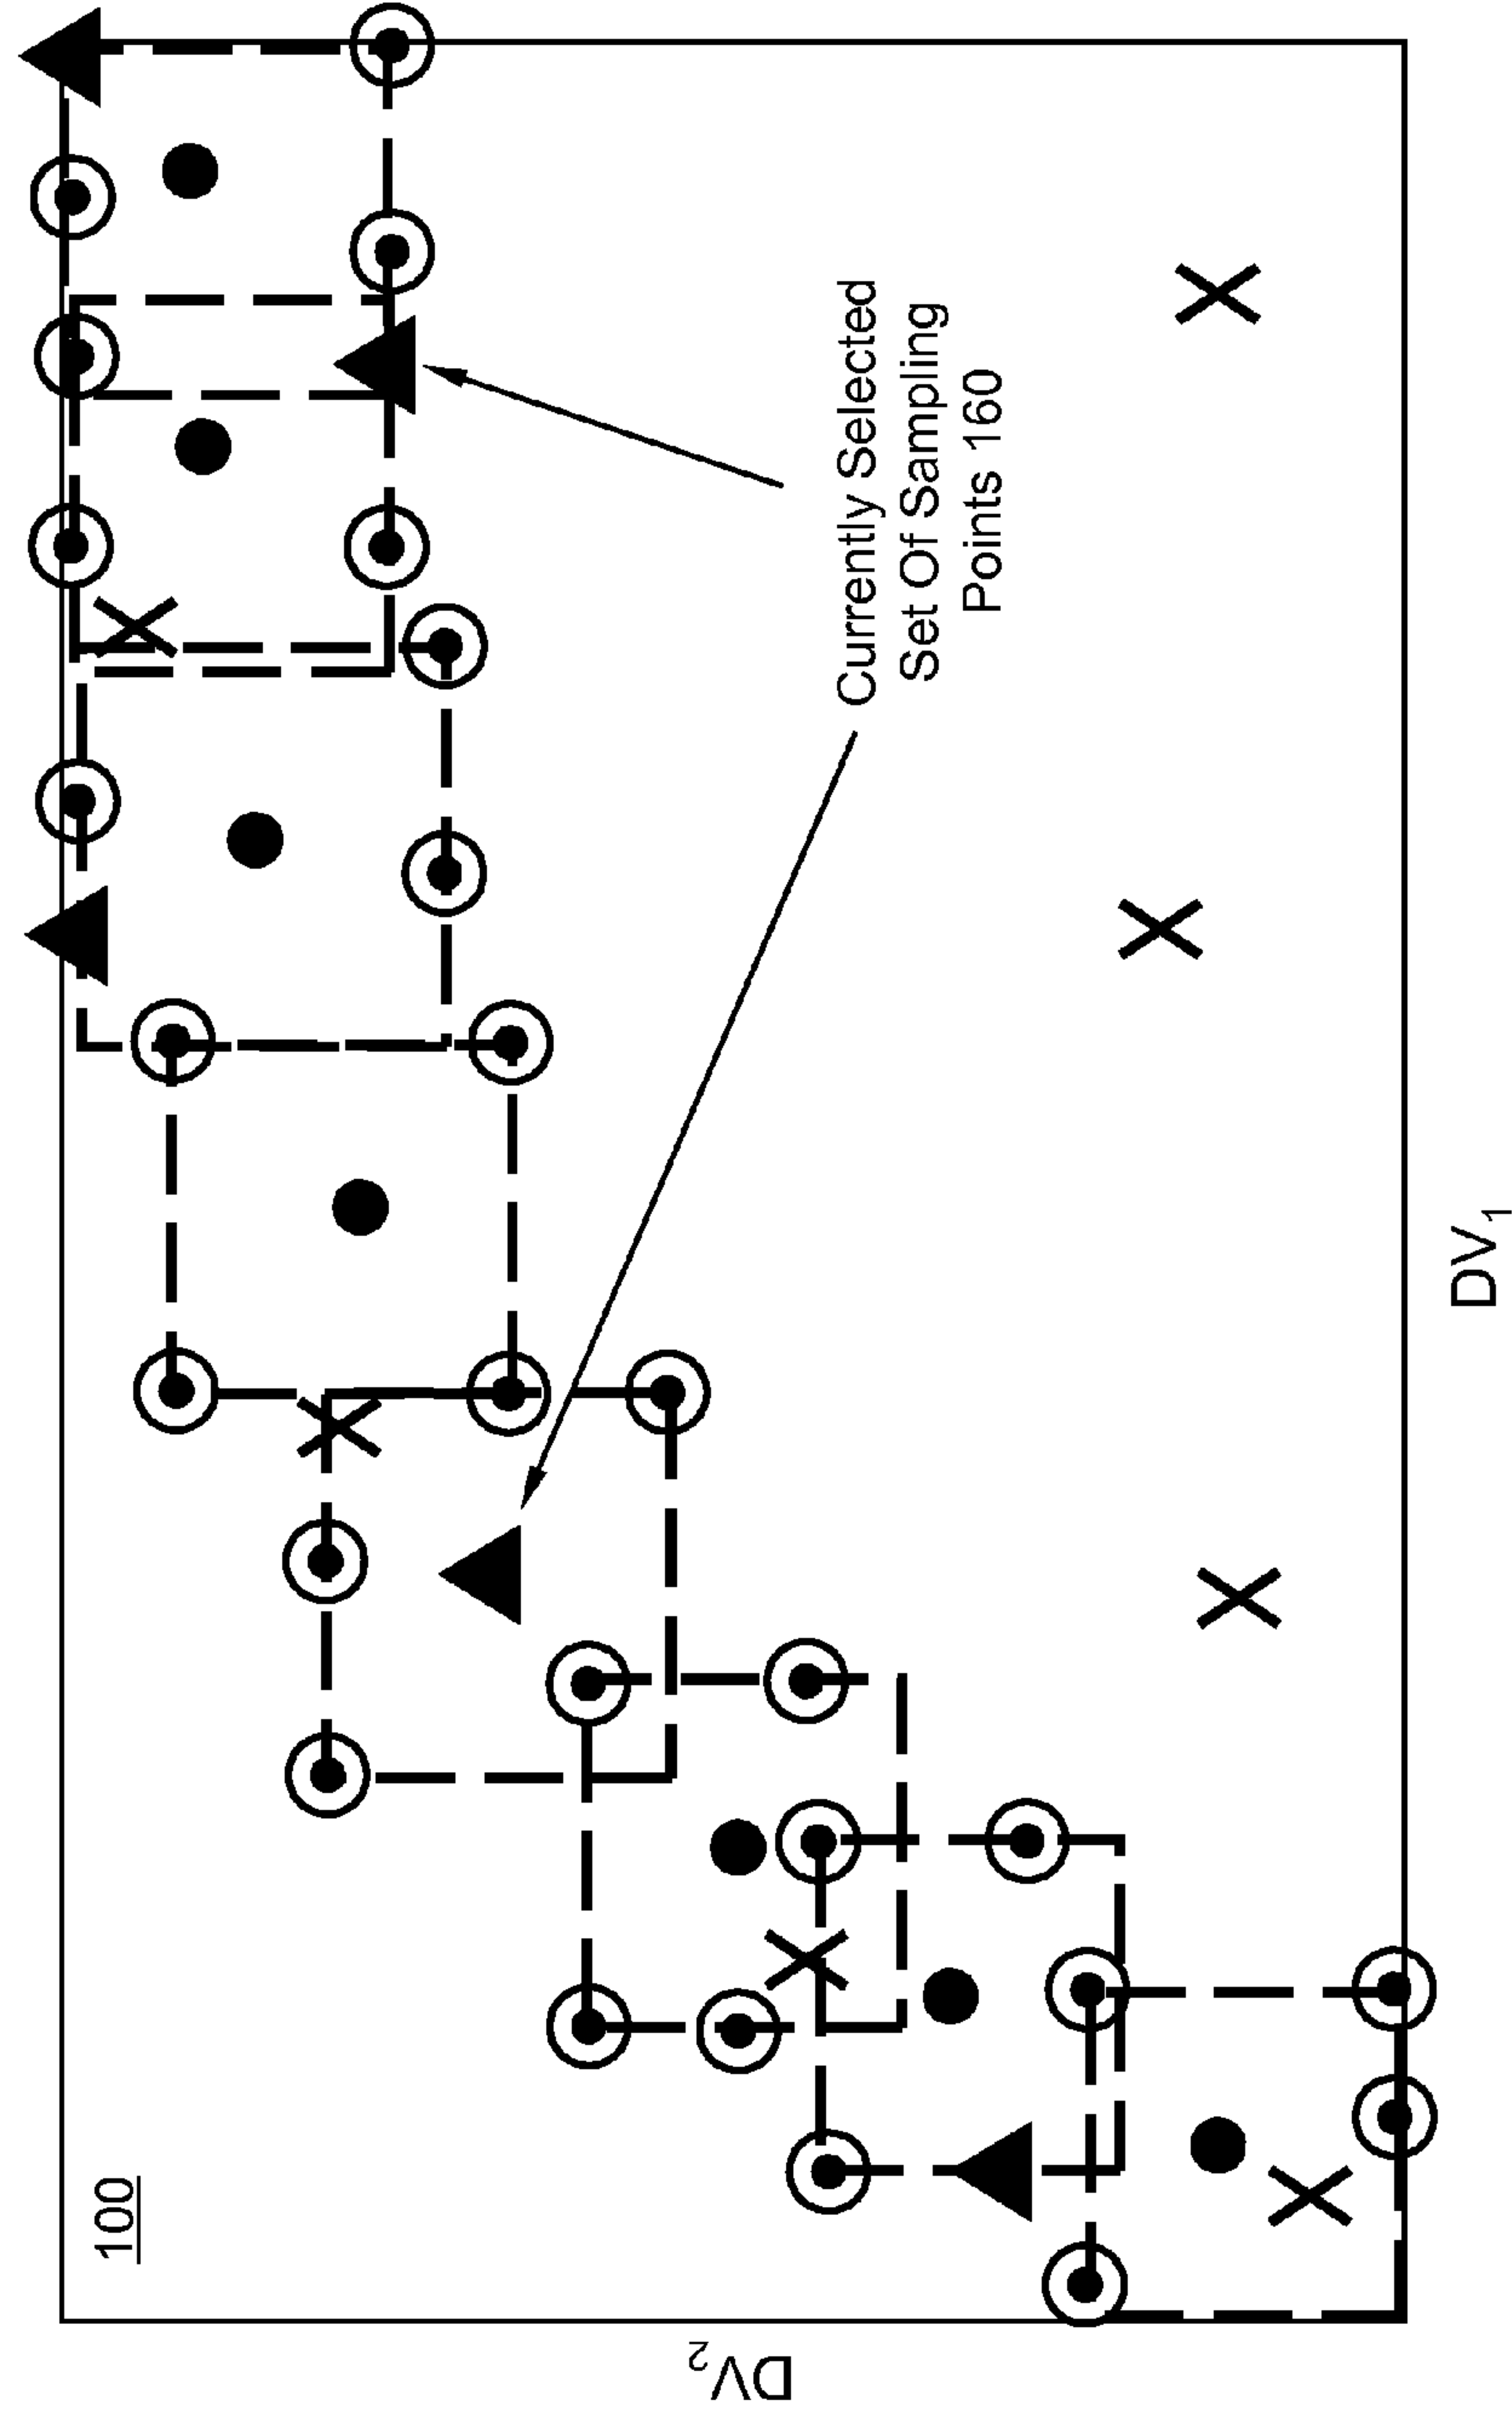 100
Currently Selected
Set Of Sampling
Points 160
DV2
DV1